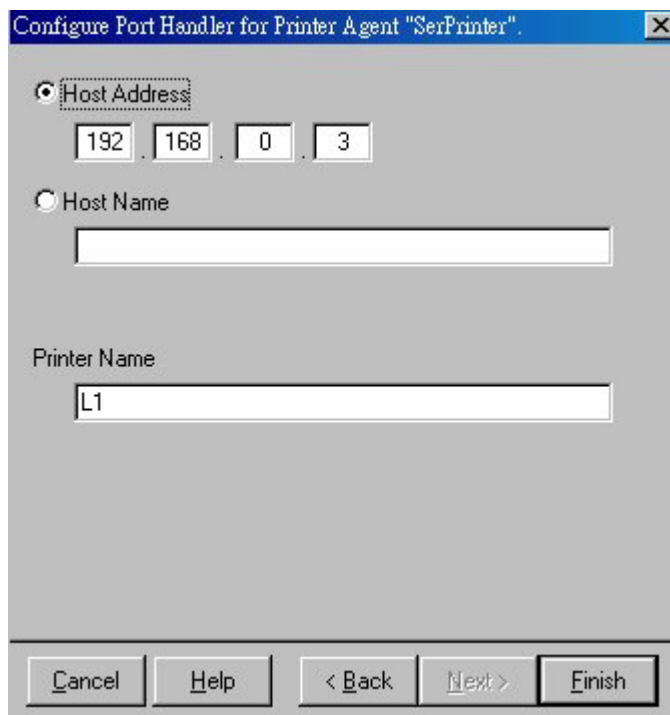 Configure Port Handler for Printer Agent "SerPrinter".
Host Address
192 . 168 . 0 . 3
Host Name
Printer Name
L1
Cancel Help < Back Next > Finish